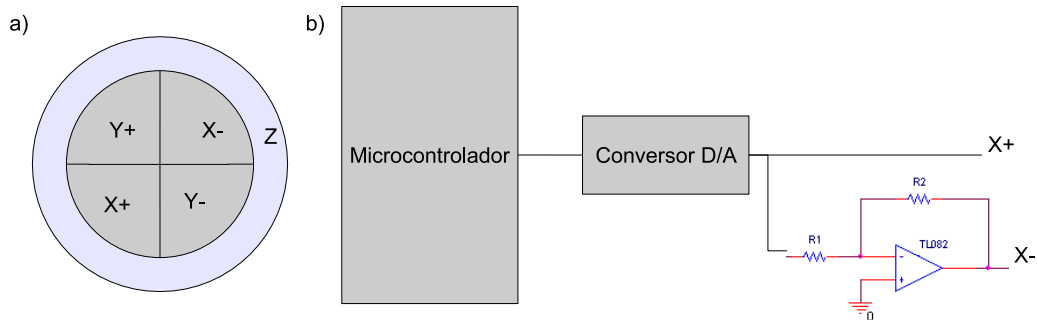 a)
Y+
X-
Z
X+
Y-
b)
Microcontrolador
Conversor D/A
X+
R2
R1
TL082
-
+
0
X-